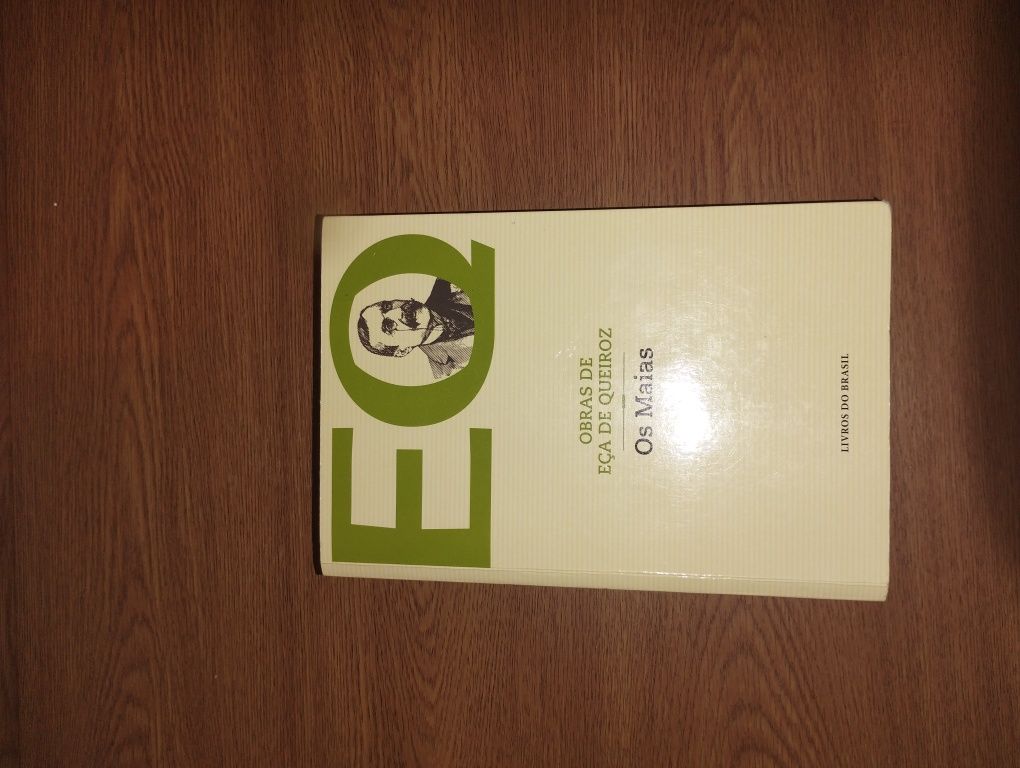 EQ
OBRAS DE
EÇA DE QUEIROZ
Os Maias
LIVROS DO BRASIL